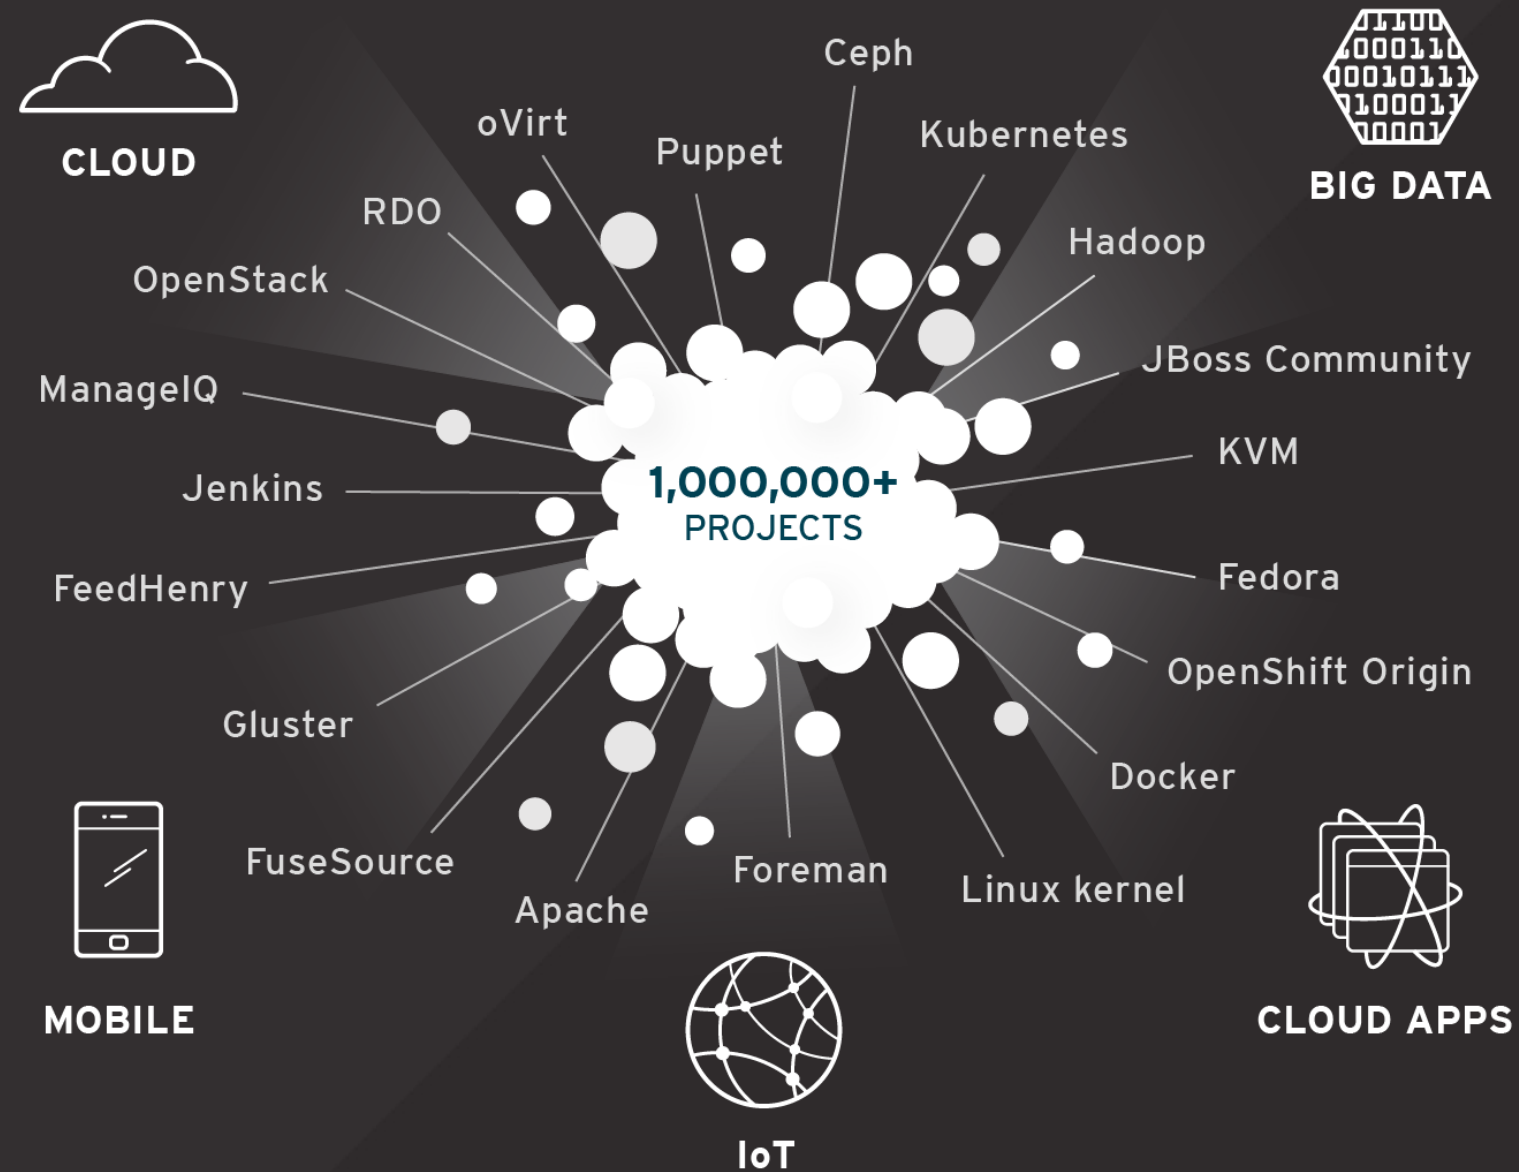 CLOUD
BIG DATA
Ceph
oVirt
Puppet
Kubernetes
RDO
Hadoop
OpenStack
JBoss Community
ManageIQ
KVM
Jenkins
1,000,000+
PROJECTS
FeedHenry
Fedora
OpenShift Origin
Gluster
Docker
FuseSource
Foreman
Linux kernel
Apache
MOBILE
CLOUD APPS
IoT